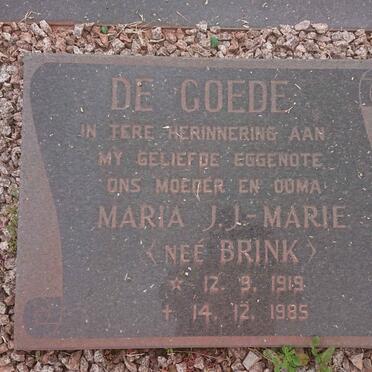 DE GOEDE
IN TERE HERINNERING AAN
MY GELIEFDE EGGENOTE
ONS MOEDER EN OUMA
MARIA J.J-MARIE
(NEÉ BRINK)
☆ 12. 9. 1919
+ 14. 12. 1985